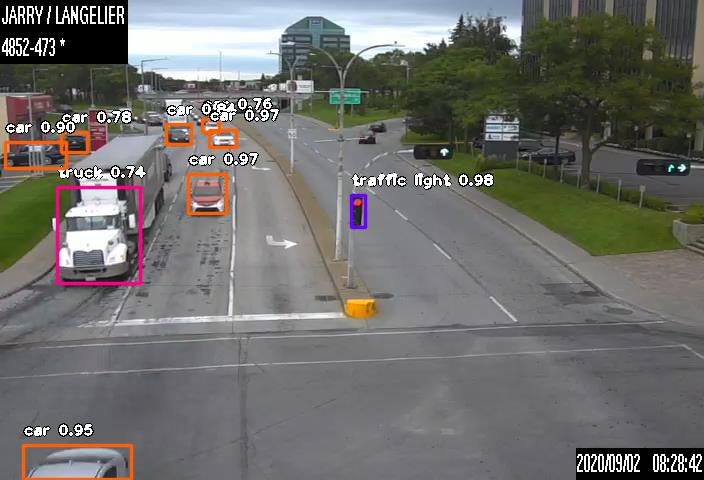 JARRY / LANGELIER
4852-473 *
car 0.76
car 0.97
car 0.78
car 0.90
car 0.97
truck 0.74
traffic light 0.98
car 0.95
2020/09/02 08:28:42